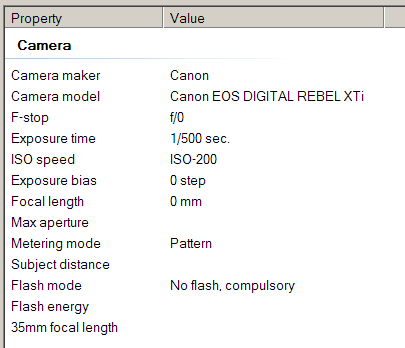 Property Value
Camera
Camera maker Canon
Camera model Canon EOS DIGITAL REBEL XTi
F-stop f/0
Exposure time 1/500 sec.
ISO speed ISO-200
Exposure bias 0 step
Focal length 0 mm
Max aperture
Metering mode Pattern
Subject distance
Flash mode No flash, compulsory
Flash energy
35mm focal length